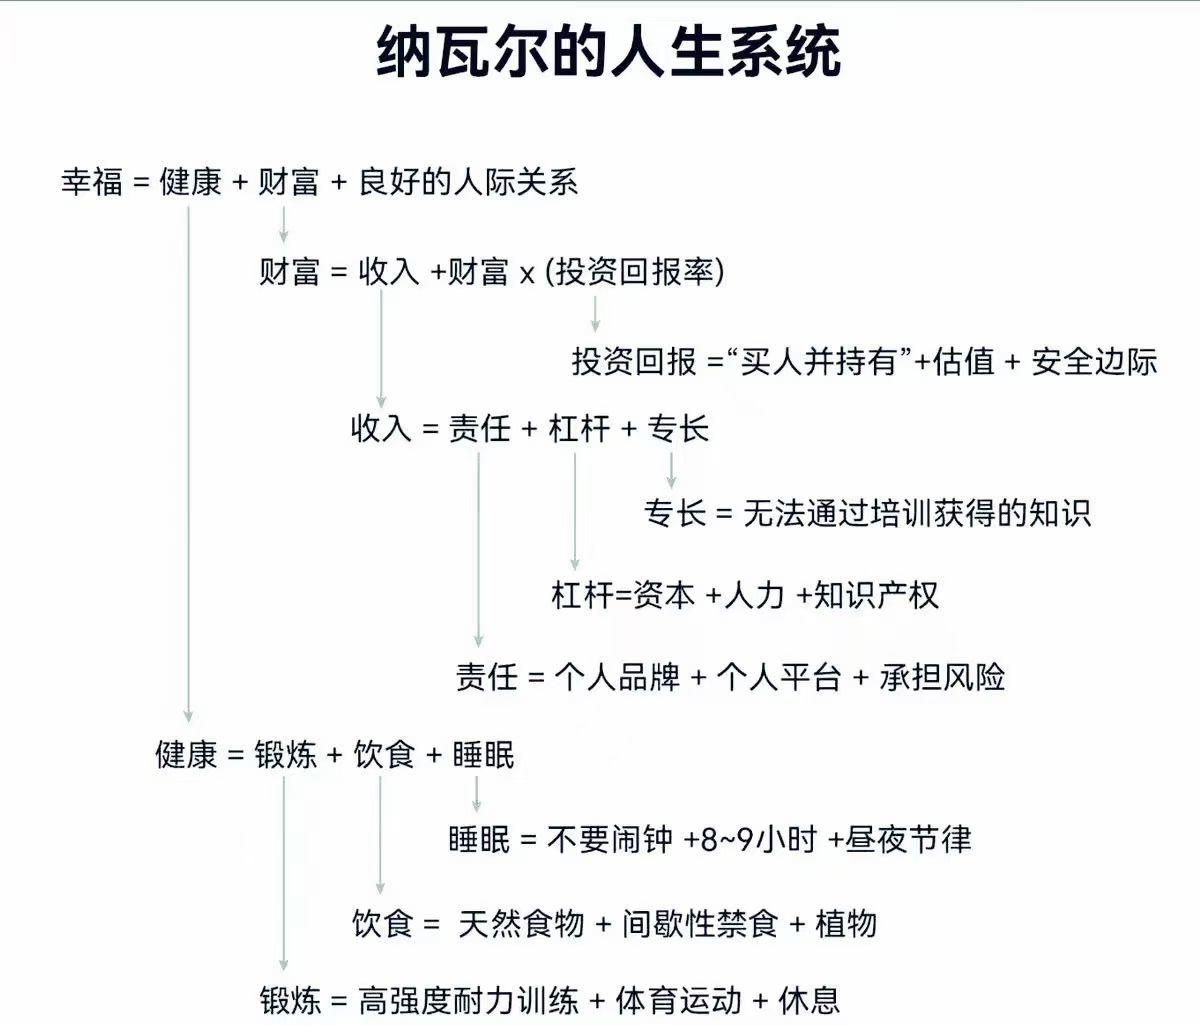 纳瓦尔的人生系统
幸福 = 健康 + 财富 + 良好的人际关系
财富 = 收入 +财富 x (投资回报率)
投资回报 =“买人并持有”+估值 + 安全边际
收入 = 责任 + 杠杆 + 专长
专长 = 无法通过培训获得的知识
杠杆=资本 +人力 +知识产权
责任 = 个人品牌 + 个人平台 + 承担风险
健康 = 锻炼 + 饮食 + 睡眠
睡眠 = 不要闹钟 +8~9小时 +昼夜节律
饮食 = 天然食物 + 间歇性禁食 + 植物
锻炼 = 高强度耐力训练 + 体育运动 + 休息